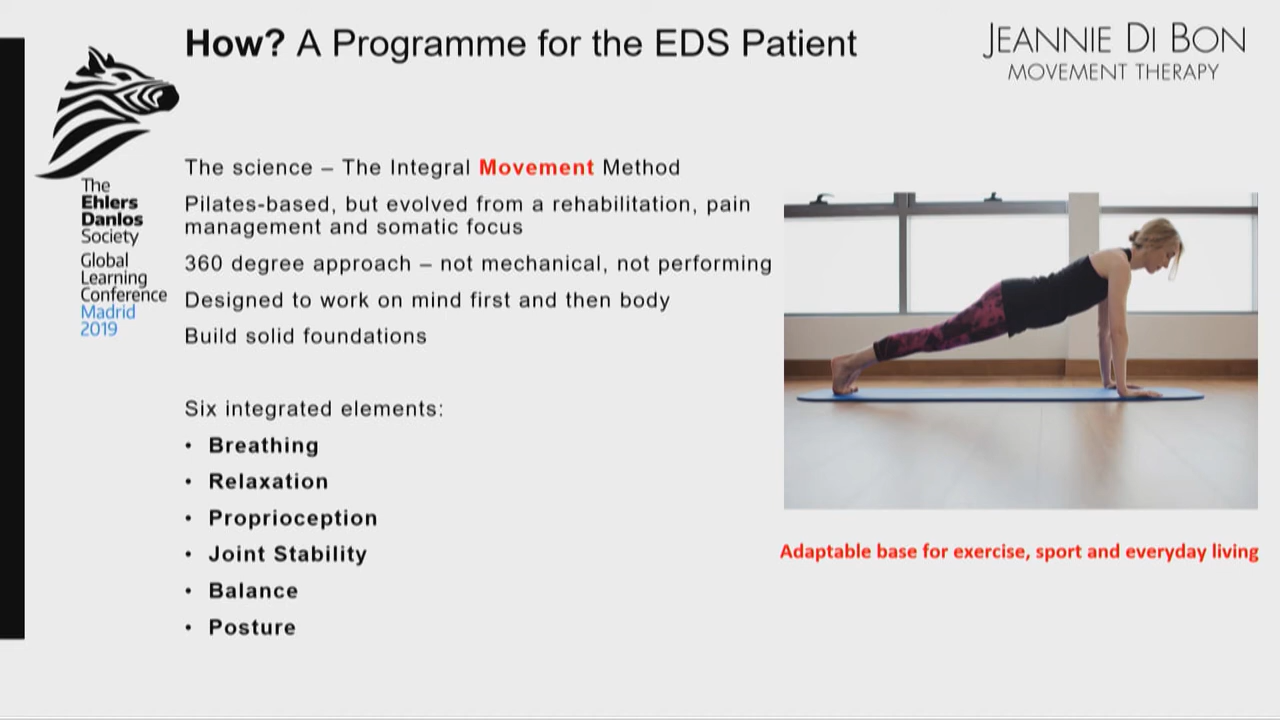 How? A Programme for the EDS Patient
JEANNIE DI BON
MOVEMENT THERAPY
The
Ehlers
Danlos
Society
Global
Learning
Conference
Madrid
2019
The science – The Integral Movement Method
Pilates-based, but evolved from a rehabilitation, pain
management and somatic focus
360 degree approach – not mechanical, not performing
Designed to work on mind first and then body
Build solid foundations
Six integrated elements:
• Breathing
• Relaxation
• Proprioception
• Joint Stability
• Balance
• Posture
Adaptable base for exercise, sport and everyday living